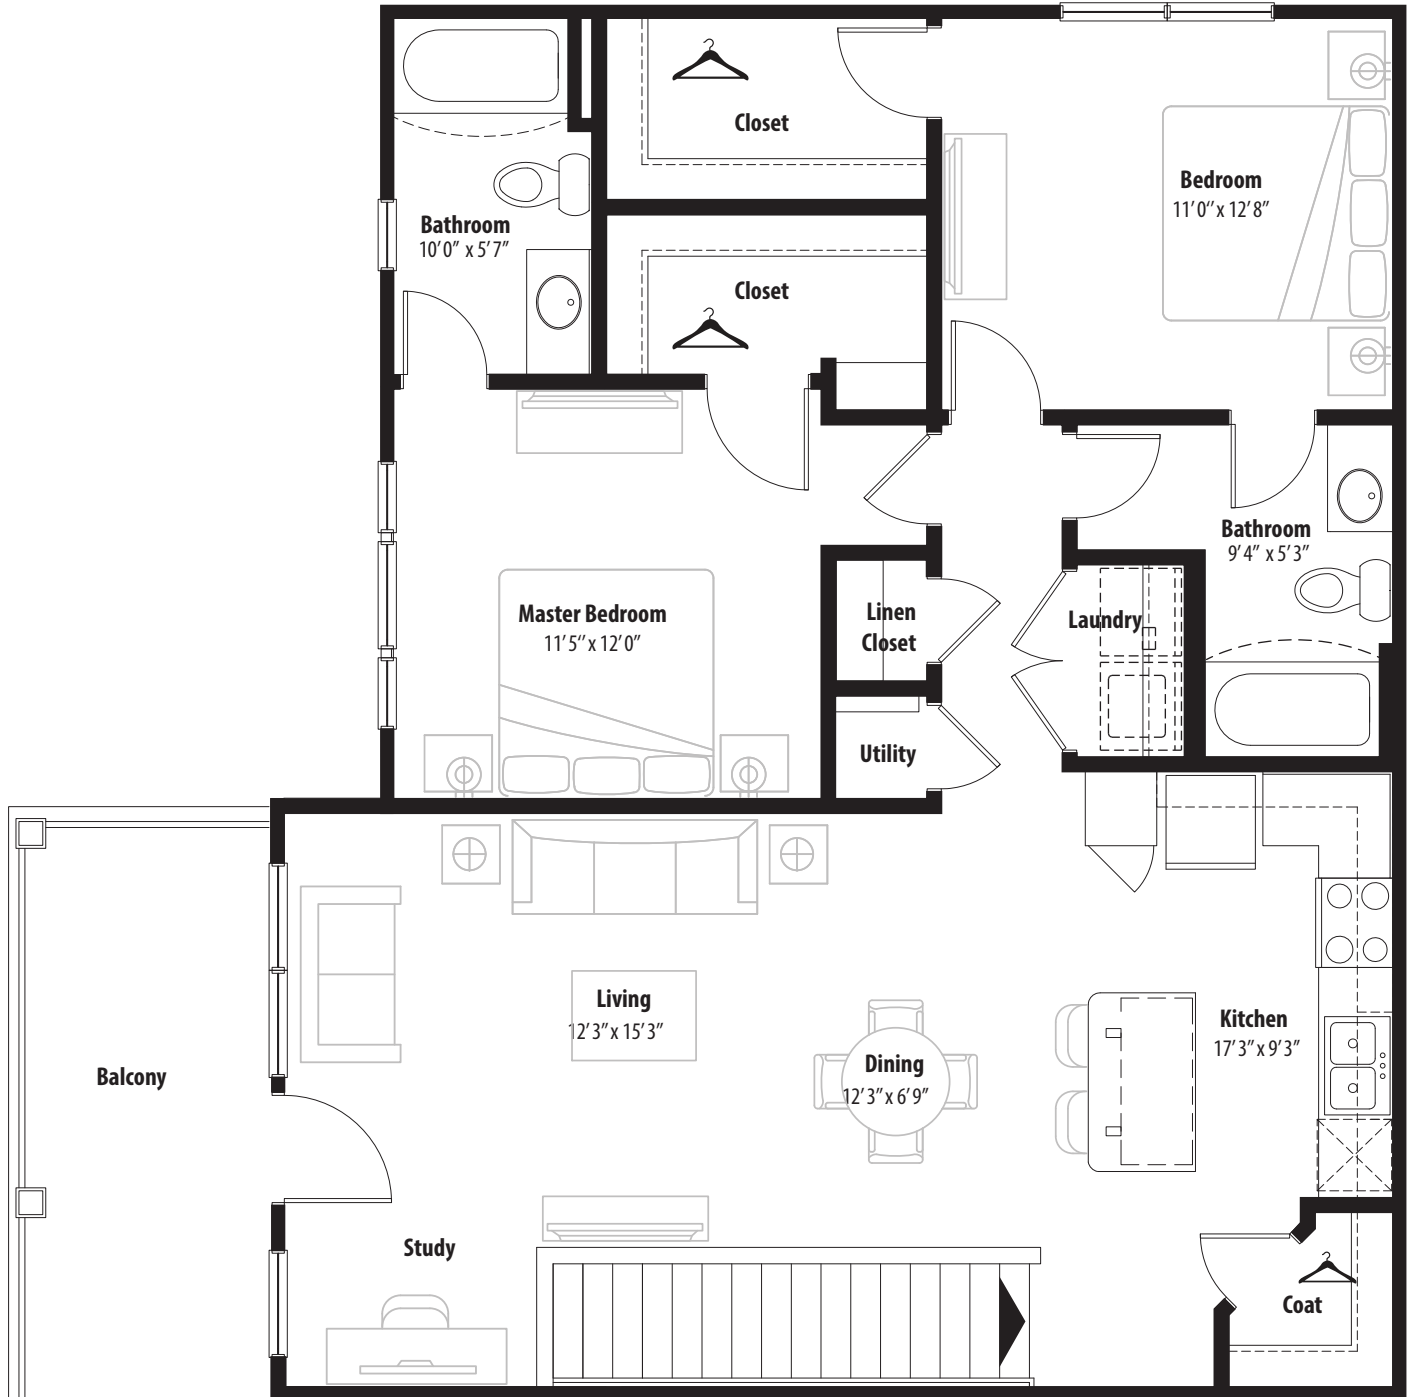 Closet
Bedroom
11'0" x 12'8"
Bathroom
10'0" x 5'7"
Closet
Bathroom
9'4" x 5'3"
Master Bedroom
11'5" x 12'0"
Linen
Closet
Laundry
Utility
Living
12'3" x 15'3"
Kitchen
17'3" x 9'3"
Dining
12'3" x 6'9"
Balcony
Study
Coat